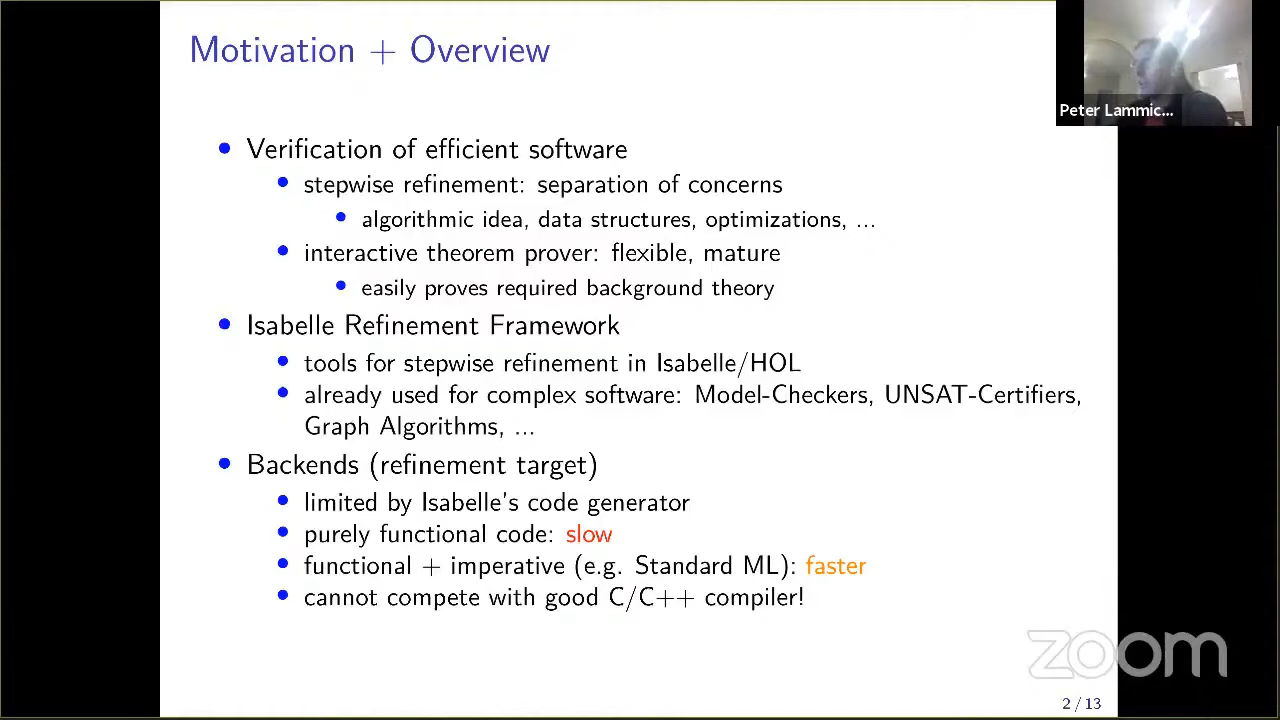 Motivation + Overview
Peter Lammic...
• Verification of efficient software
• stepwise refinement: separation of concerns
• algorithmic idea, data structures, optimizations, ...
• interactive theorem prover: flexible, mature
• easily proves required background theory
• Isabelle Refinement Framework
• tools for stepwise refinement in Isabelle/HOL
• already used for complex software: Model-Checkers, UNSAT-Certifiers,
Graph Algorithms, ...
• Backends (refinement target)
• limited by Isabelle's code generator
• purely functional code: slow
• functional + imperative (e.g. Standard ML): faster
• cannot compete with good C/C++ compiler!
zoom
2 / 13